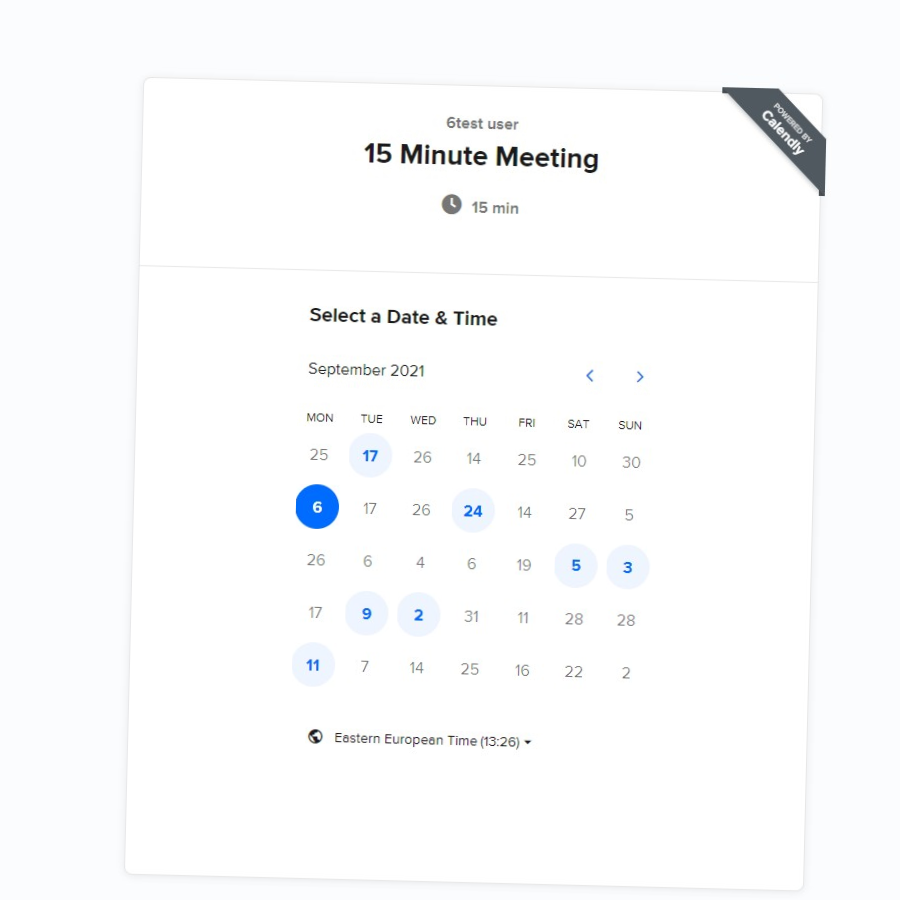 POWERED BY
Calendly
6test user
15 Minute Meeting
15 min
Select a Date & Time
September 2021
MON TUE WED THU FRI SAT SUN
25 17 26 14 25 10 30
6 17 26 24 14 27 5
26 6 4 6 19 5 3
17 9 2 31 11 28 28
11 7 14 25 16 22 2
Eastern European Time (13:26)